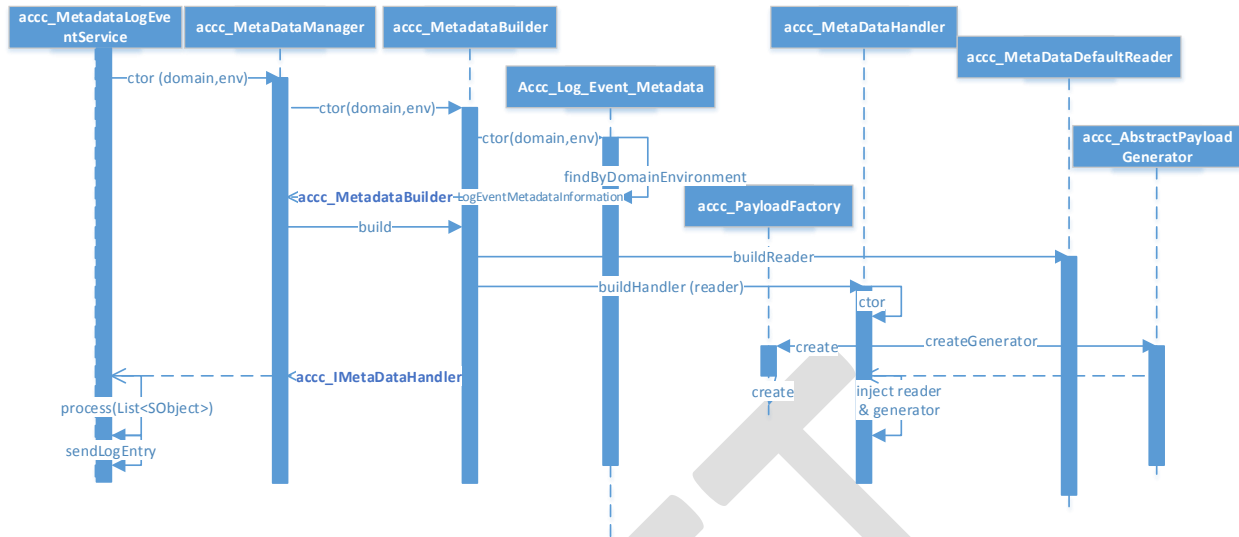 accc_MetadataLogEve
ntService
accc_MetaDataManager
accc_MetadataBuilder
accc_MetaDataHandler
accc_MetaDataDefaultReader
Accc_Log_Event_Metadata
accc_AbstractPayload
Generator
accc_PayloadFactory
ctor (domain,env)
ctor(domain,env)
ctor(domain,env)
findByDomainEnvironment
accc_MetadataBuilder
LogEventMetadataInformation
build
buildReader
buildHandler (reader)
ctor
create
createGenerator
accc_IMetaDataHandler
create
inject reader
& generator
process(List<SObject>)
sendLogEntry